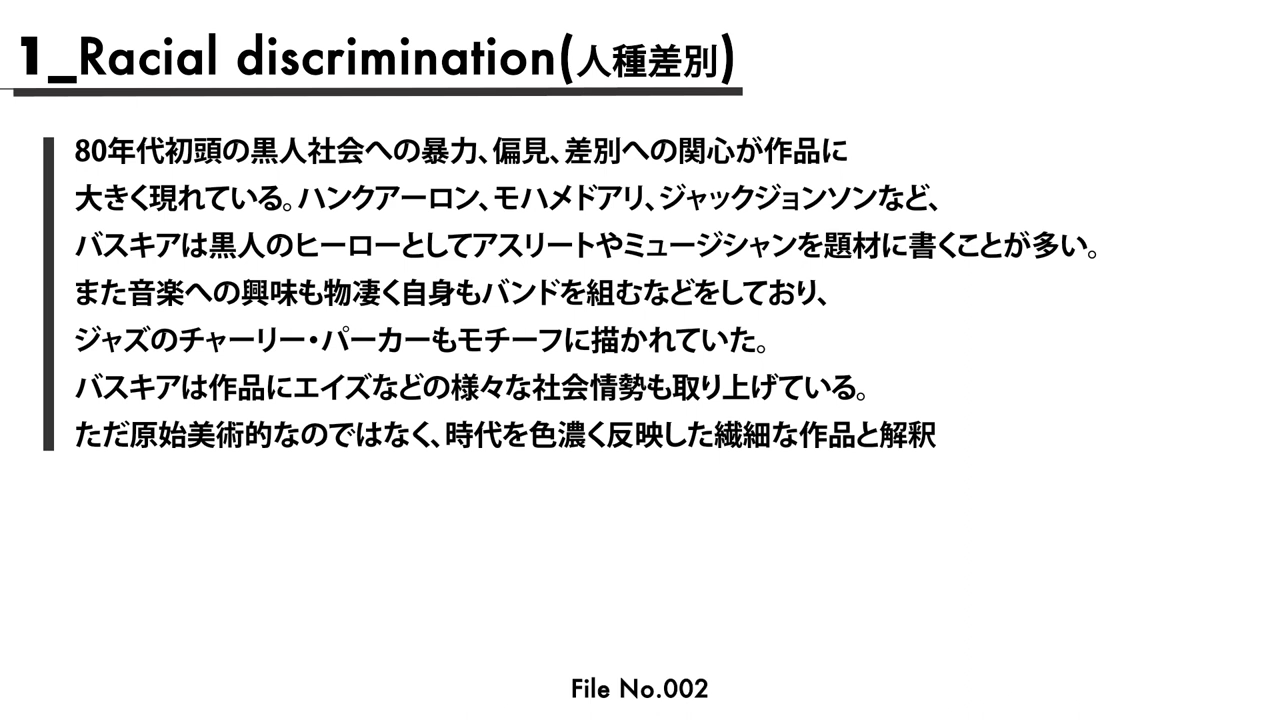 1_Racial discrimination(人種差別)
80年代初頭の黒人社会への暴力、偏見、差別への関心が作品に
大きく現れている。ハンクアーロン、モハメドアリ、ジャックジョンソンなど、
バスキアは黒人のヒーローとしてアスリートやミュージシャンを題材に書くことが多い。
また音楽への興味も物凄く自身もバンドを組むなどをしており、
ジャズのチャーリー・パーカーもモチーフに描かれていた。
バスキアは作品にエイズなどの様々な社会情勢も取り上げている。
ただ原始美術的なのではなく、時代を色濃く反映した繊細な作品と解釈
File No.002